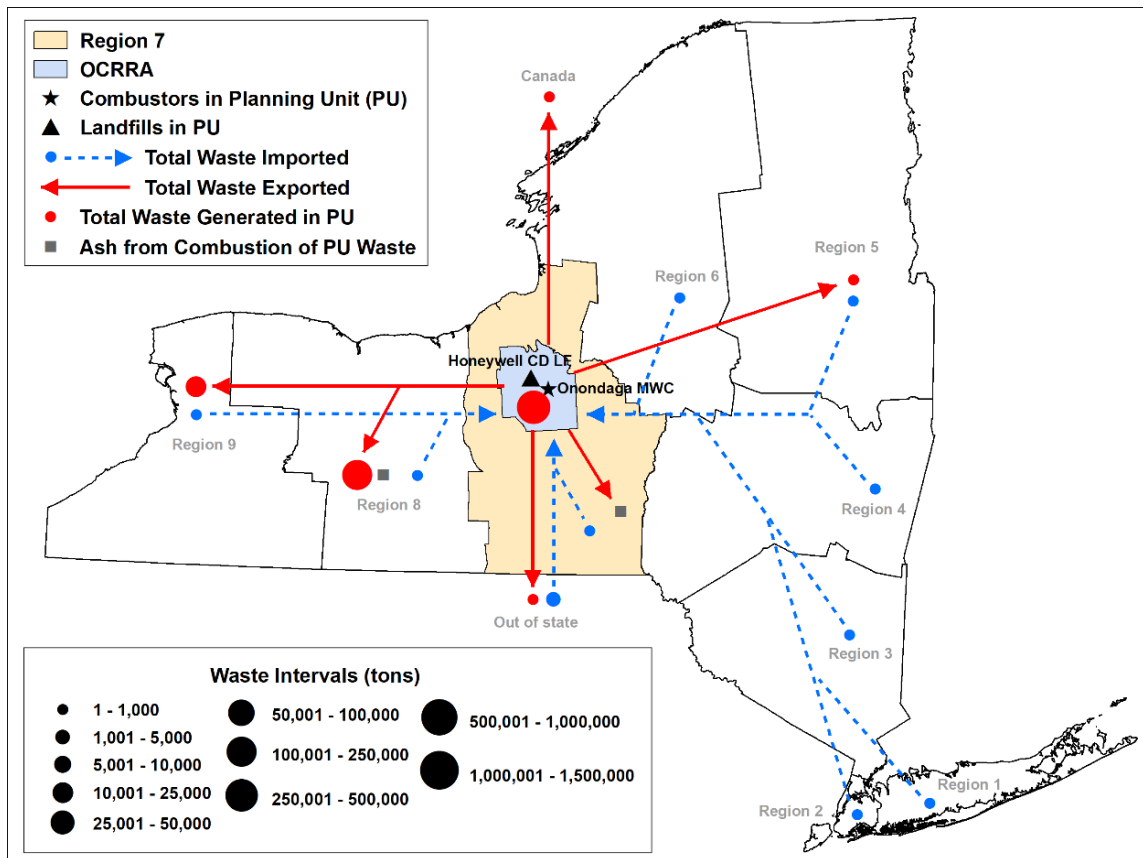 Region 7
OCRRA
Combustors in Planning Unit (PU)
Landfills in PU
Total Waste Imported
Total Waste Exported
Total Waste Generated in PU
Ash from Combustion of PU Waste
Canada
Region 5
Region 6
Honeywell CD LF
Onondaga MWC
Region 9
Region 8
Region 4
Out of state
Region 3
Region 1
Region 2
Waste Intervals (tons)
1 - 1,000
1,001 - 5,000
5,001 - 10,000
10,001 - 25,000
25,001 - 50,000
50,001 - 100,000
100,001 - 250,000
250,001 - 500,000
500,001 - 1,000,000
1,000,001 - 1,500,000